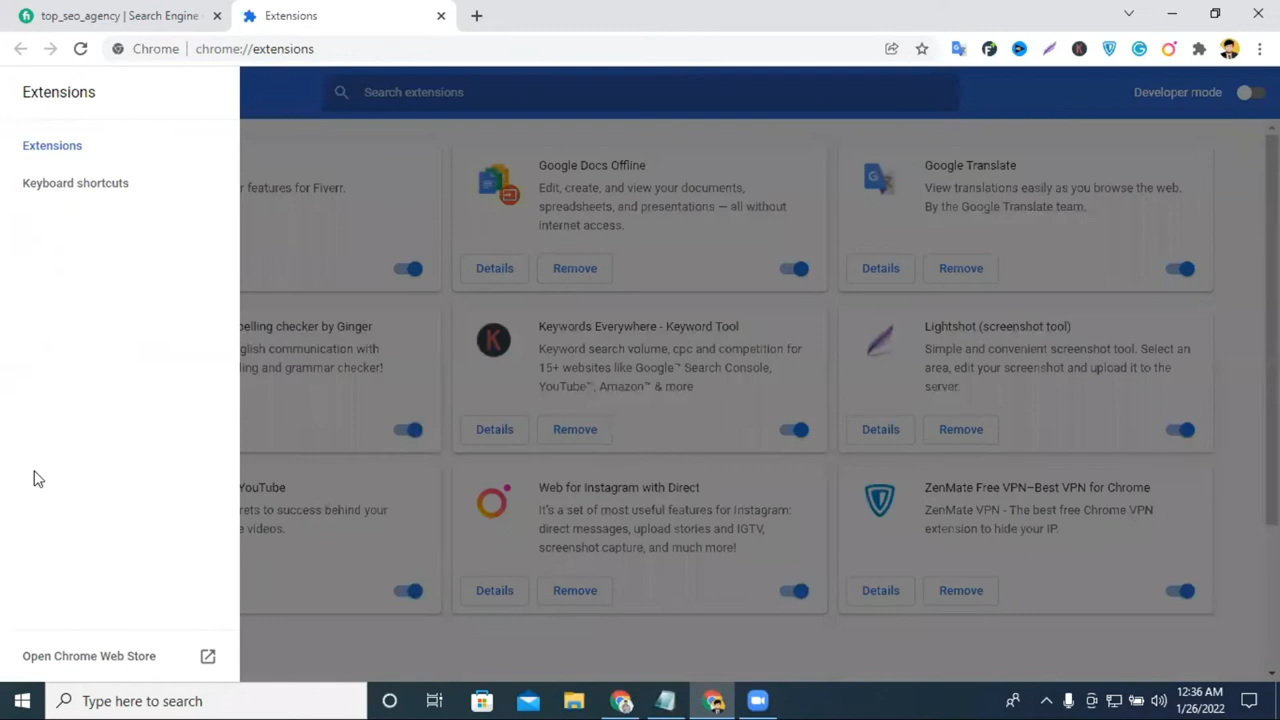 top_seo_agency | Search Engine
Extensions
Chrome
chrome://extensions
Extensions
Search extensions
Developer mode
Extensions
Keyboard shortcuts
r features for Fiverr.
Google Docs Offline
Edit, create, and view your documents,
spreadsheets, and presentations — all without
internet access.
Details
Remove
Google Translate
View translations easily as you browse the web.
By the Google Translate team.
Details
Remove
elling checker by Ginger
glish communication with
ling and grammar checker!
Keywords Everywhere - Keyword Tool
Keyword search volume, cpc and competition for
15+ websites like Google™ Search Console,
YouTube™, Amazon™ & more
Details
Remove
Lightshot (screenshot tool)
Simple and convenient screenshot tool. Select an
area, edit your screenshot and upload it to the
server.
Details
Remove
YouTube
rets to success behind your
e videos.
Web for Instagram with Direct
It's a set of most useful features for Instagram:
direct messages, upload stories and IGTV,
screenshot capture, and much more!
Details
Remove
ZenMate Free VPN–Best VPN for Chrome
ZenMate VPN - The best free Chrome VPN
extension to hide your IP.
Details
Remove
Open Chrome Web Store
Type here to search
12:36 AM
1/26/2022